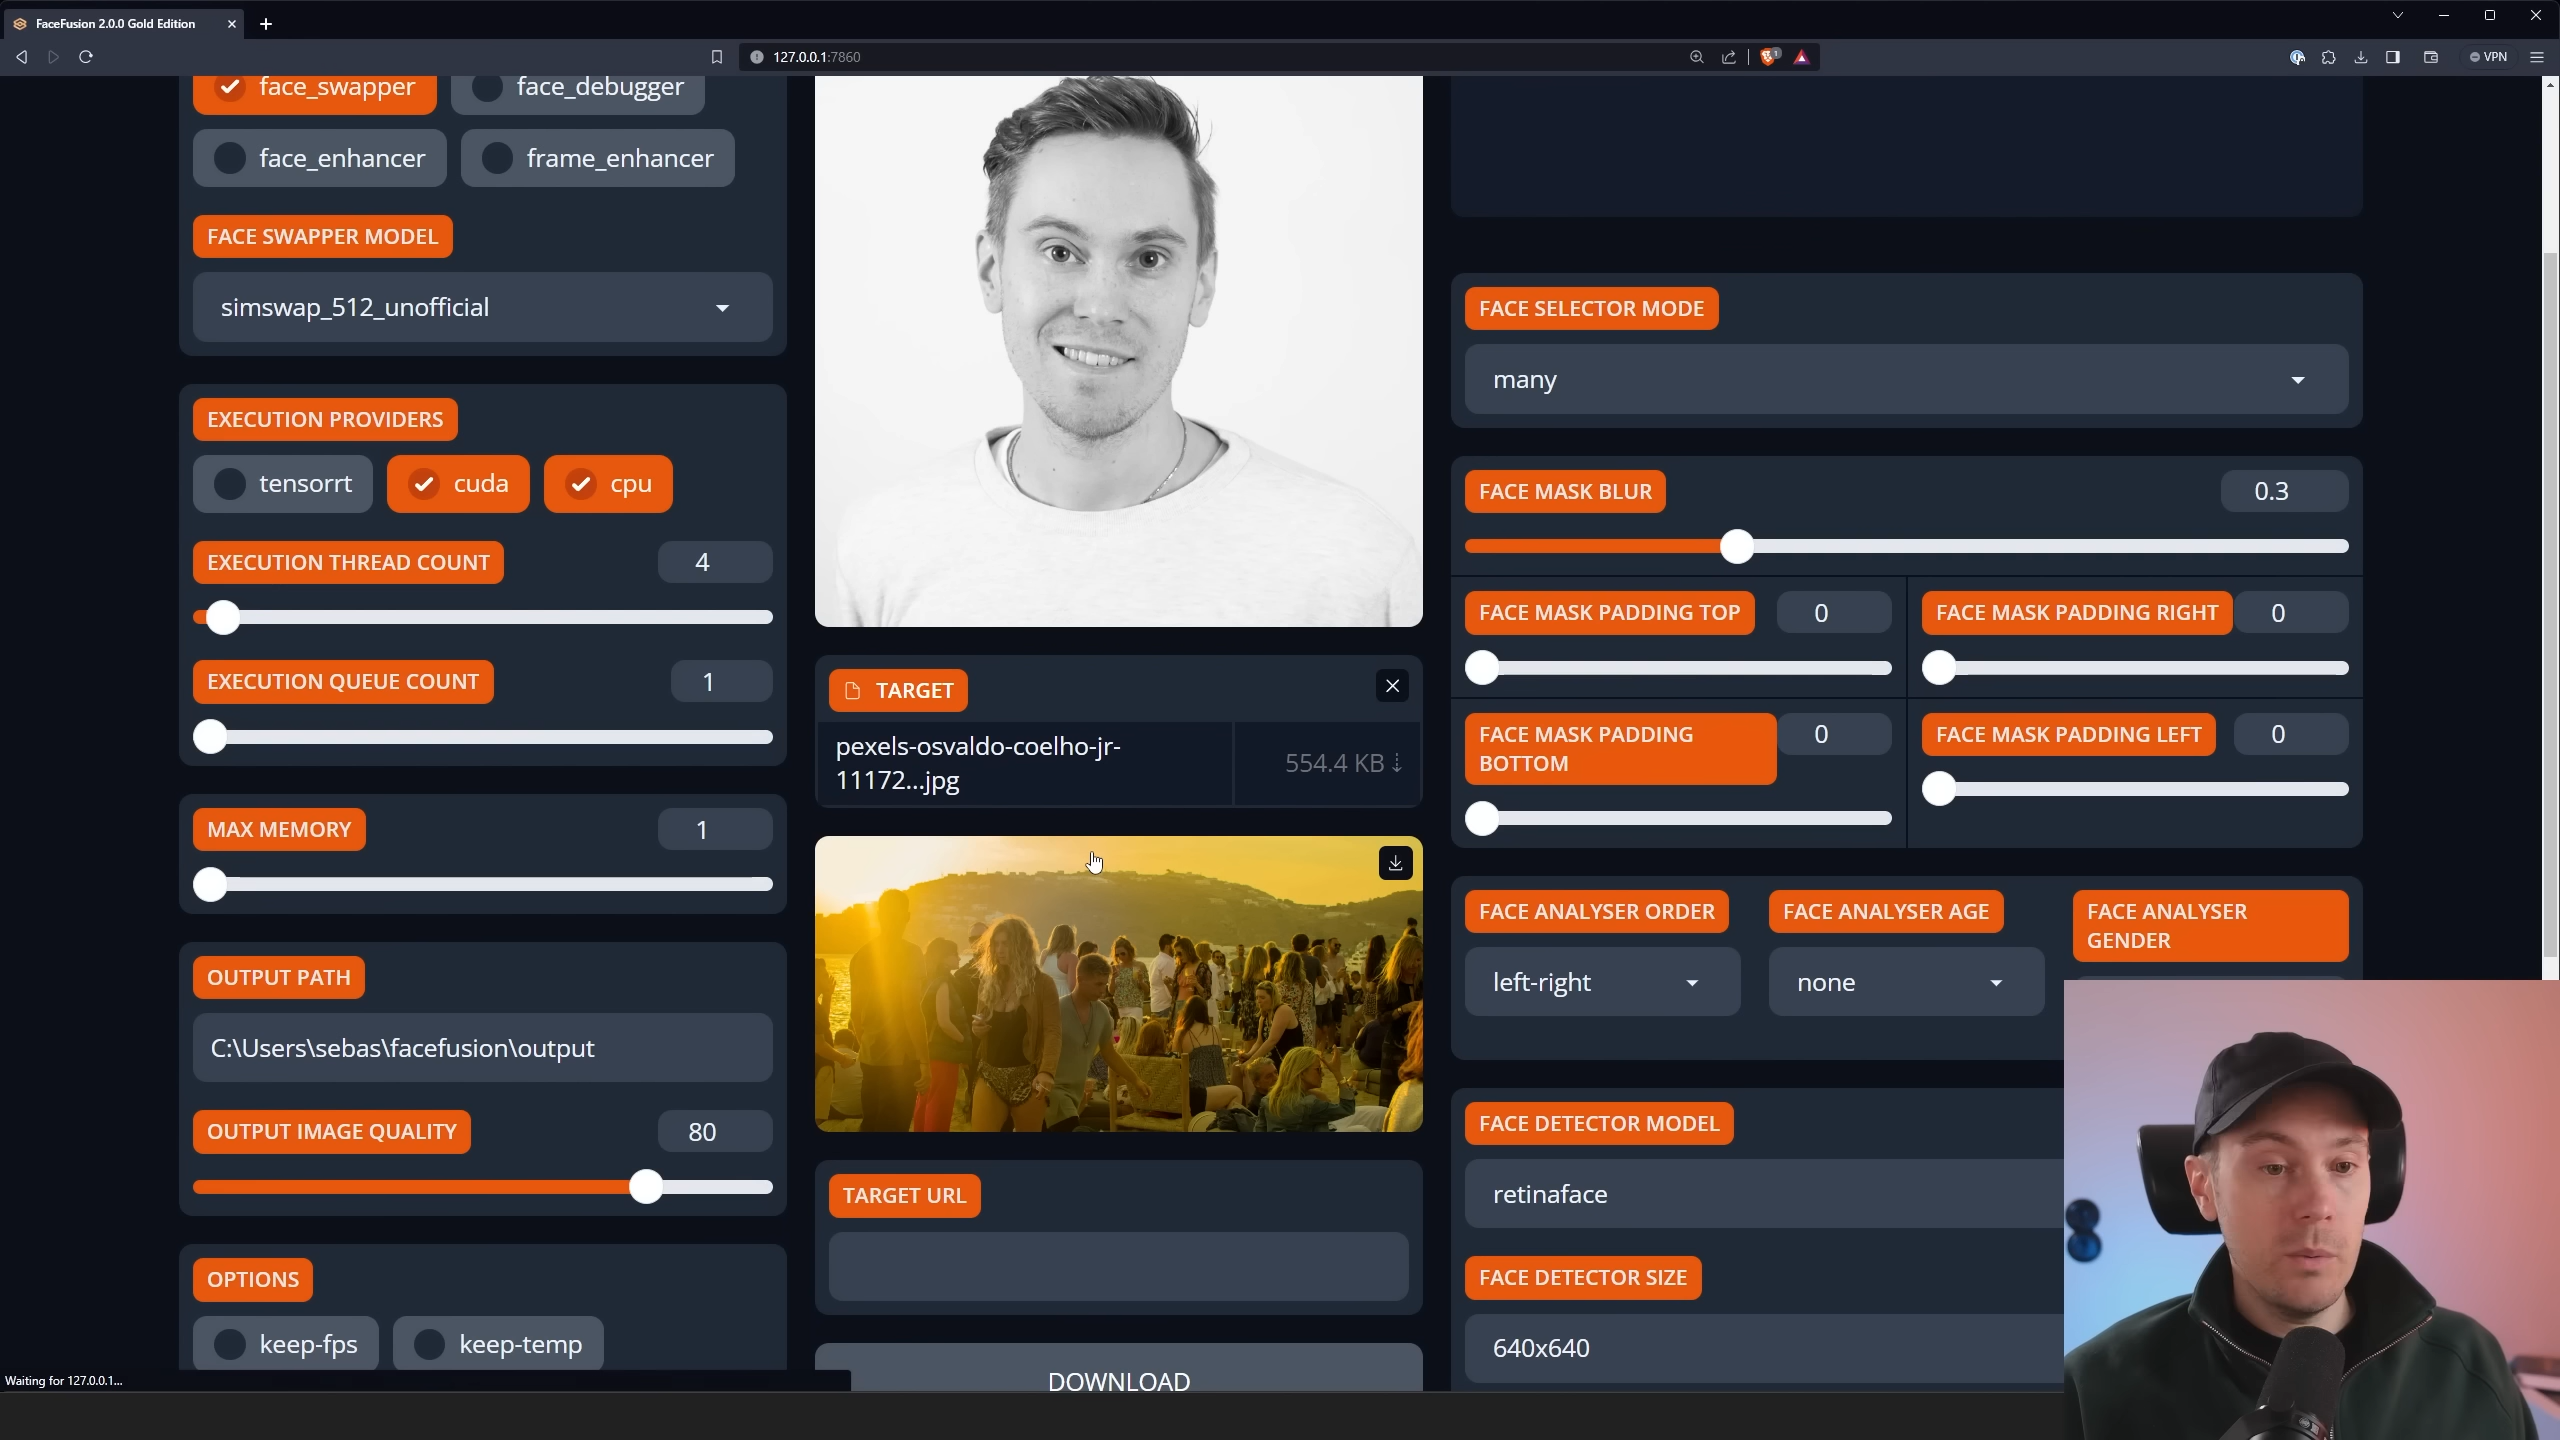 FaceFusion 2.0.0 Gold Edition
127.0.0.1:7860
1
VPN
face_swapper
face_debugger
face_enhancer
frame_enhancer
FACE SWAPPER MODEL
simswap_512_unofficial
EXECUTION PROVIDERS
tensorrt
cuda
cpu
EXECUTION THREAD COUNT
4
EXECUTION QUEUE COUNT
1
MAX MEMORY
1
OUTPUT PATH
C:\Users\sebas\facefusion\output
OUTPUT IMAGE QUALITY
80
OPTIONS
keep-fps
keep-temp
Waiting for 127.0.0.1...
TARGET
pexels-osvaldo-coelho-jr-
11172...jpg
554.4 KB ⇣
TARGET URL
DOWNLOAD
FACE SELECTOR MODE
many
FACE MASK BLUR
0.3
FACE MASK PADDING TOP
0
FACE MASK PADDING RIGHT
0
FACE MASK PADDING
BOTTOM
0
FACE MASK PADDING LEFT
0
FACE ANALYSER ORDER
left-right
FACE ANALYSER AGE
none
FACE ANALYSER
GENDER
FACE DETECTOR MODEL
retinaface
FACE DETECTOR SIZE
640x640